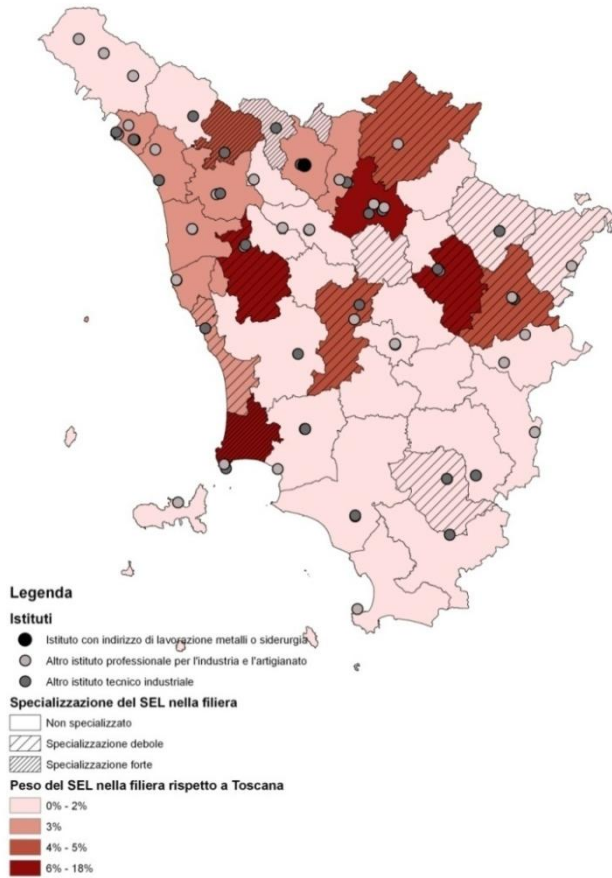 Legenda
Istituti
Istituto con indirizzo di lavorazione metalli o siderurgia
Altro istituto professionale per l'industria e l'artigianato
Altro istituto tecnico industriale
Specializzazione del SEL nella filiera
Non specializzato
Specializzazione debole
Specializzazione forte
Peso del SEL nella filiera rispetto a Toscana
0% - 2%
3%
4% - 5%
6% - 18%